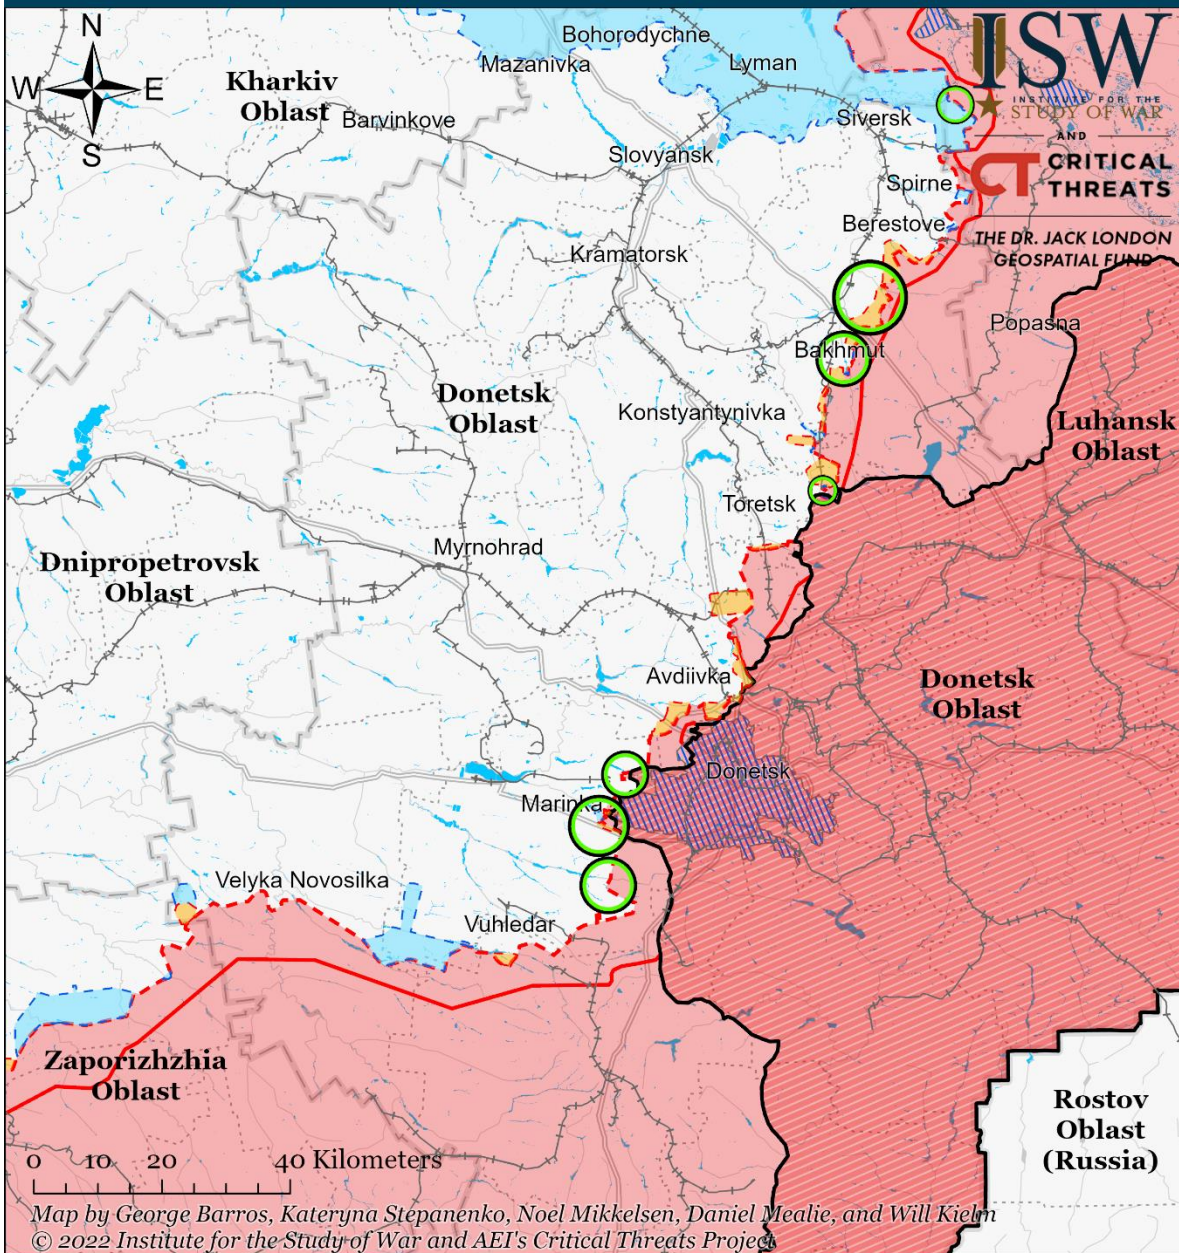 N
W
E
S
ISW
INSTITUTE FOR THE
STUDY OF WAR
AND
CT CRITICAL
THREATS
THE DR. JACK LONDON
GEOSPATIAL FUND
Bohorodychne
Mazanivka
Lyman
Kharkiv
Oblast
Barvinkove
Siversk
Slovyansk
Spirne
Berestove
Kramatorsk
Popasna
Bakhmut
Donetsk
Oblast
Konstyantynivka
Luhansk
Oblast
Toretsk
Myrnohrad
Dnipropetrovsk
Oblast
Avdiivka
Donetsk
Oblast
Donetsk
Marinka
Velyka Novosilka
Vuhledar
Zaporizhzhia
Oblast
Rostov
Oblast
(Russia)
0 10 20 40 Kilometers
Map by George Barros, Kateryna Stepanenko, Noel Mikkelsen, Daniel Mealie, and Will Kielm
© 2022 Institute for the Study of War and AEI's Critical Threats Project